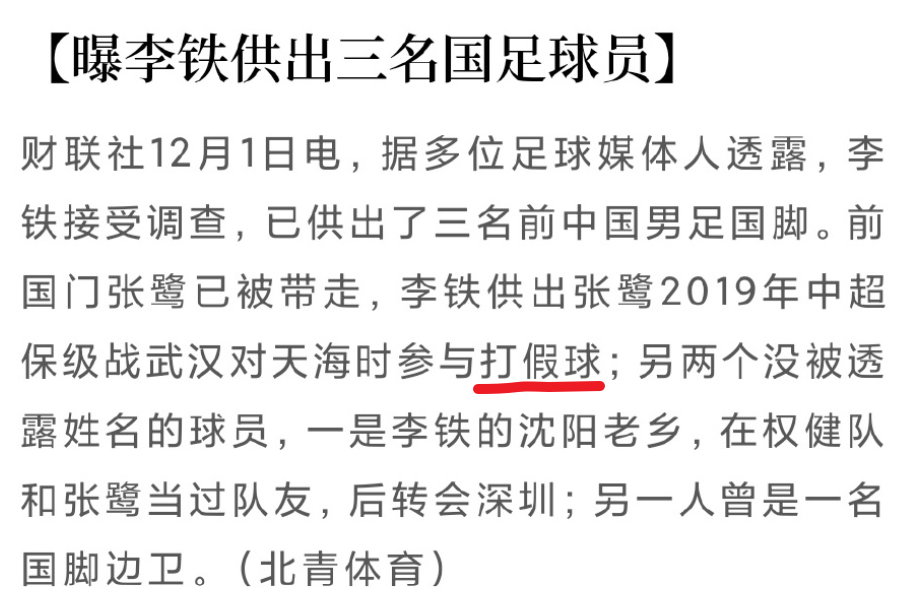 【曝李铁供出三名国足球员】
财联社12月1日电，据多位足球媒体人透露，李
铁接受调查，已供出了三名前中国男足国脚。前
国门张鹭已被带走，李铁供出张鹭2019年中超
保级战武汉对天海时参与打假球；另两个没被透
露姓名的球员，一是李铁的沈阳老乡，在权健队
和张鹭当过队友，后转会深圳；另一人曾是一名
国脚边卫。（北青体育）